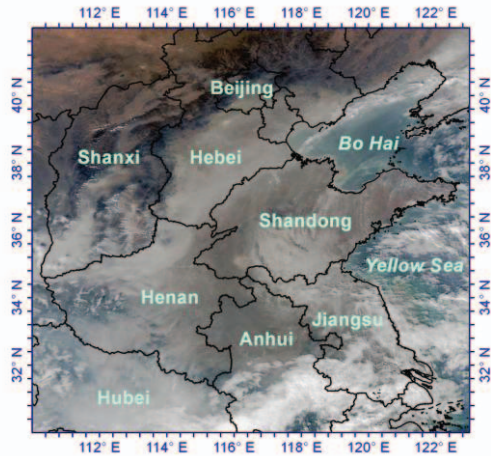 112° E 114° E 116° E 118° E 120° E 122° E
40° N 40° N
Beijing
Bo Hai
38° N Shanxi Hebei 38° N
Shandong
36° N 36° N
Yellow Sea
34° N Henan Jiangsu 34° N
Anhui
32° N 32° N
Hubei
112° E 114° E 116° E 118° E 120° E 122° E